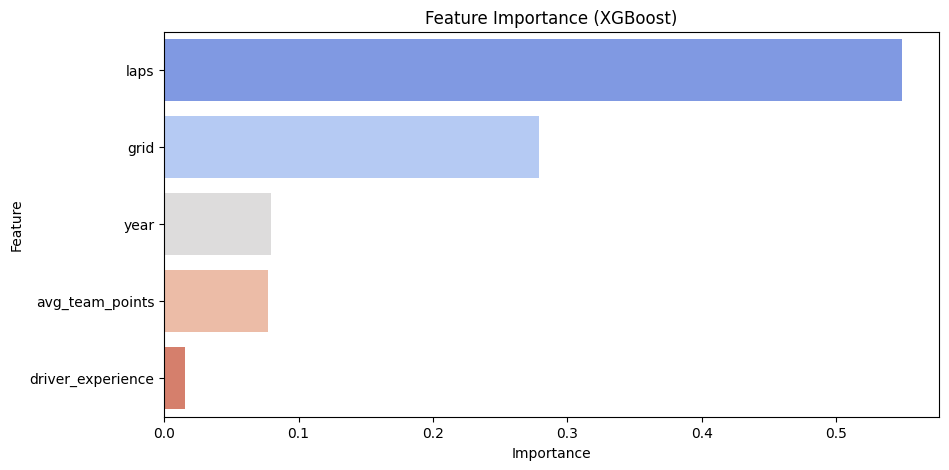 Feature Importance (XGBoost)
laps
grid
year
avg_team_points
driver_experience
Feature
0.0 0.1 0.2 0.3 0.4 0.5
Importance